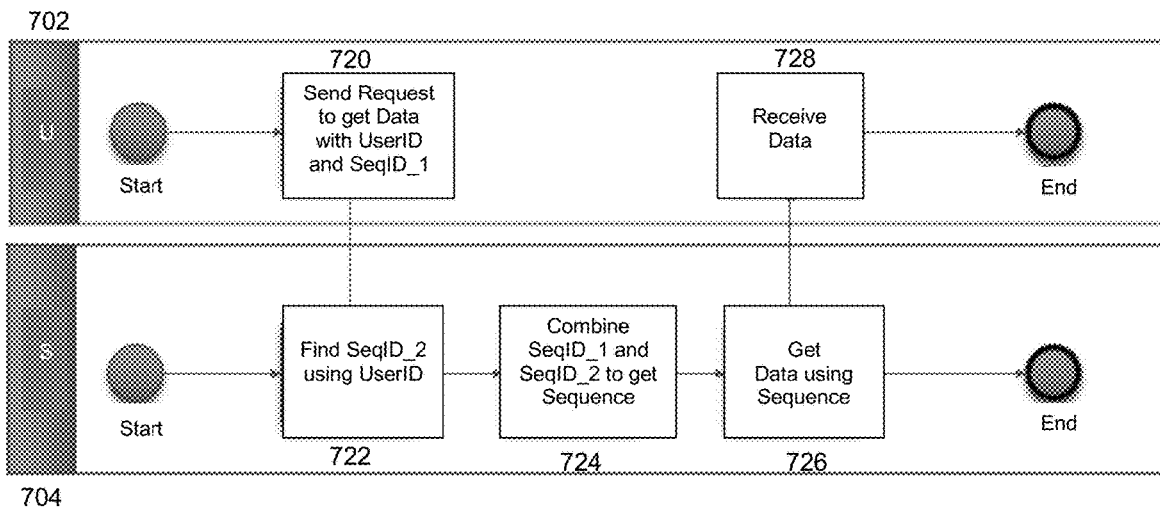 702
720
728
Send Request
to get Data
with UserID
and SeqID_1
Receive
Data
U
Start
End
S
Find SeqID_2
using UserID
Combine
SeqID_1 and
SeqID_2 to get
Sequence
Get
Data using
Sequence
Start
End
722
724
726
704